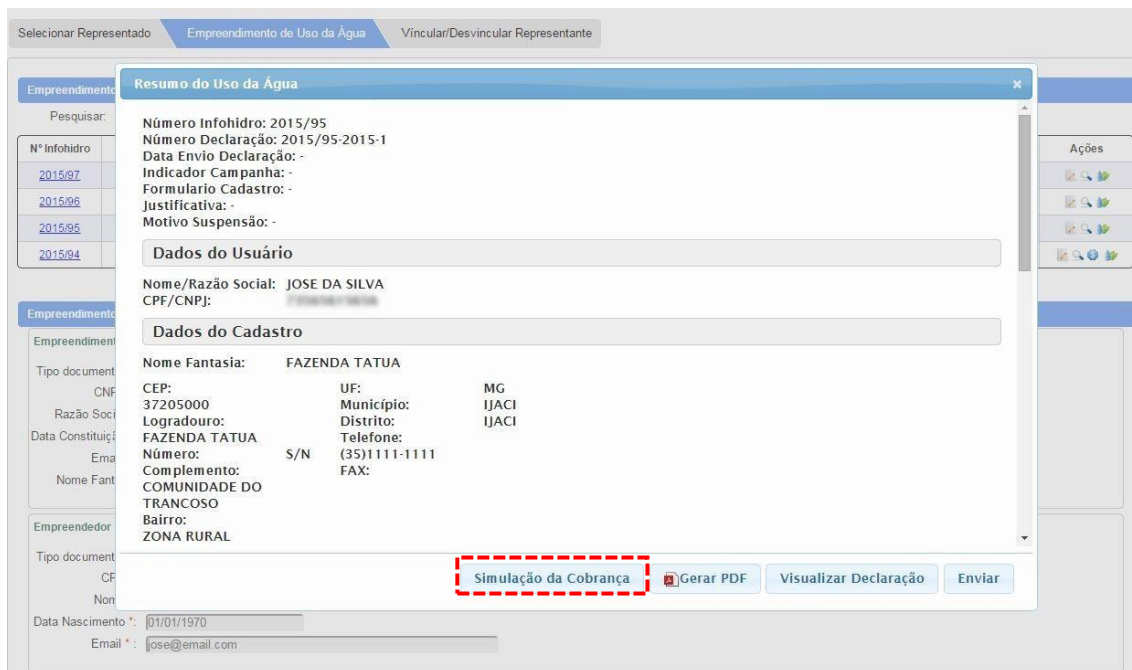 Selecionar Representado Empreendimento de Uso da Água Víncular/Desvíncular Representante
Empreendimento
Pesquisar:
Nº Infohidro Ações
2015/97
2015/96
2015/95
2015/94
Resumo do Uso da Água ×
Número Infohidro: 2015/95
Número Declaração: 2015/95-2015-1
Data Envio Declaração: -
Indicador Campanha: -
Formulario Cadastro: -
Justificativa: -
Motivo Suspensão: -
Dados do Usuário
Nome/Razão Social: JOSE DA SILVA
CPF/CNPJ:
Dados do Cadastro
Nome Fantasia: FAZENDA TATUA
CEP: UF: MG
37205000 Município: IJACI
Logradouro: Distrito: IJACI
FAZENDA TATUA Telefone:
Número: S/N (35)1111-1111
Complemento: FAX:
COMUNIDADE DO
TRANCOSO
Bairro:
ZONA RURAL
Simulação da Cobrança Gerar PDF Visualizar Declaração Enviar
Empreendimento
Empreendiment
Tipo document
CNP
Razão Soci
Data Constituiçã
Ema
Nome Fant
Empreendedor
Tipo document
CP
Nom
Data Nascimento *: 01/01/1970
Email * : jose@email.com